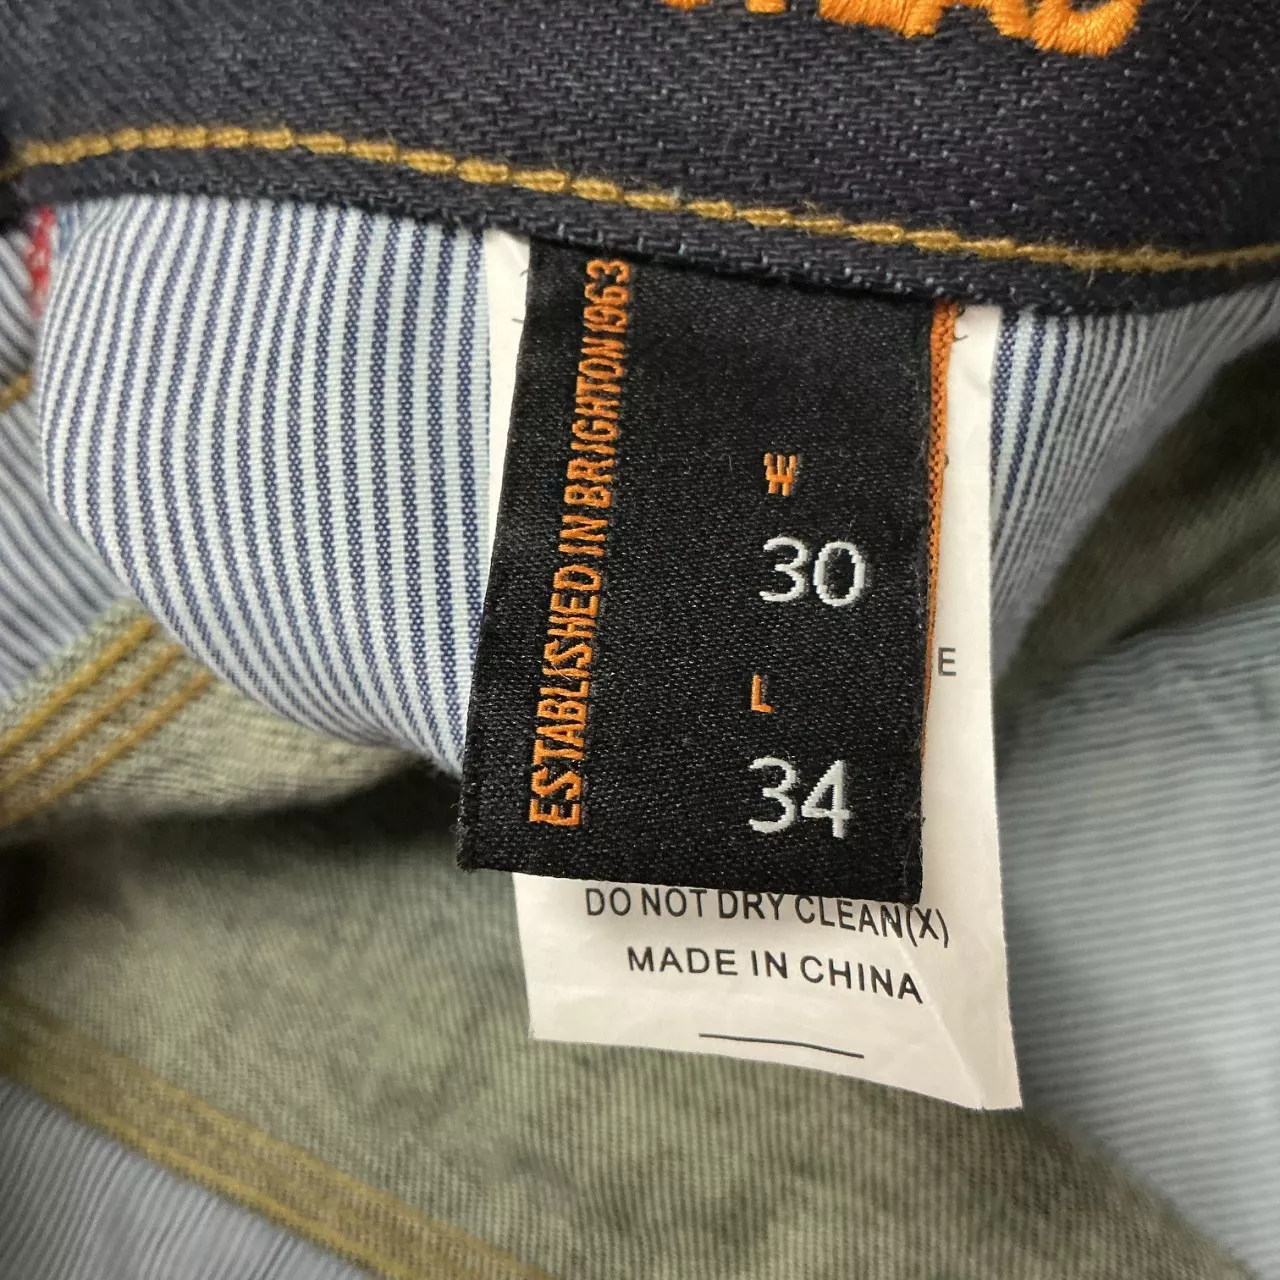 ESTABLISHED IN BRIGHTON 1963
W
30
L
34
E
DO NOT DRY CLEAN(X)
MADE IN CHINA